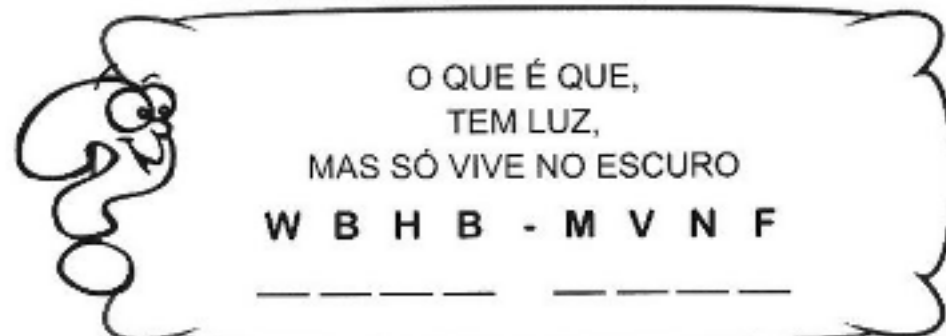 O QUE É QUE,
TEM LUZ,
MAS SÓ VIVE NO ESCURO
W B H B - M V N F